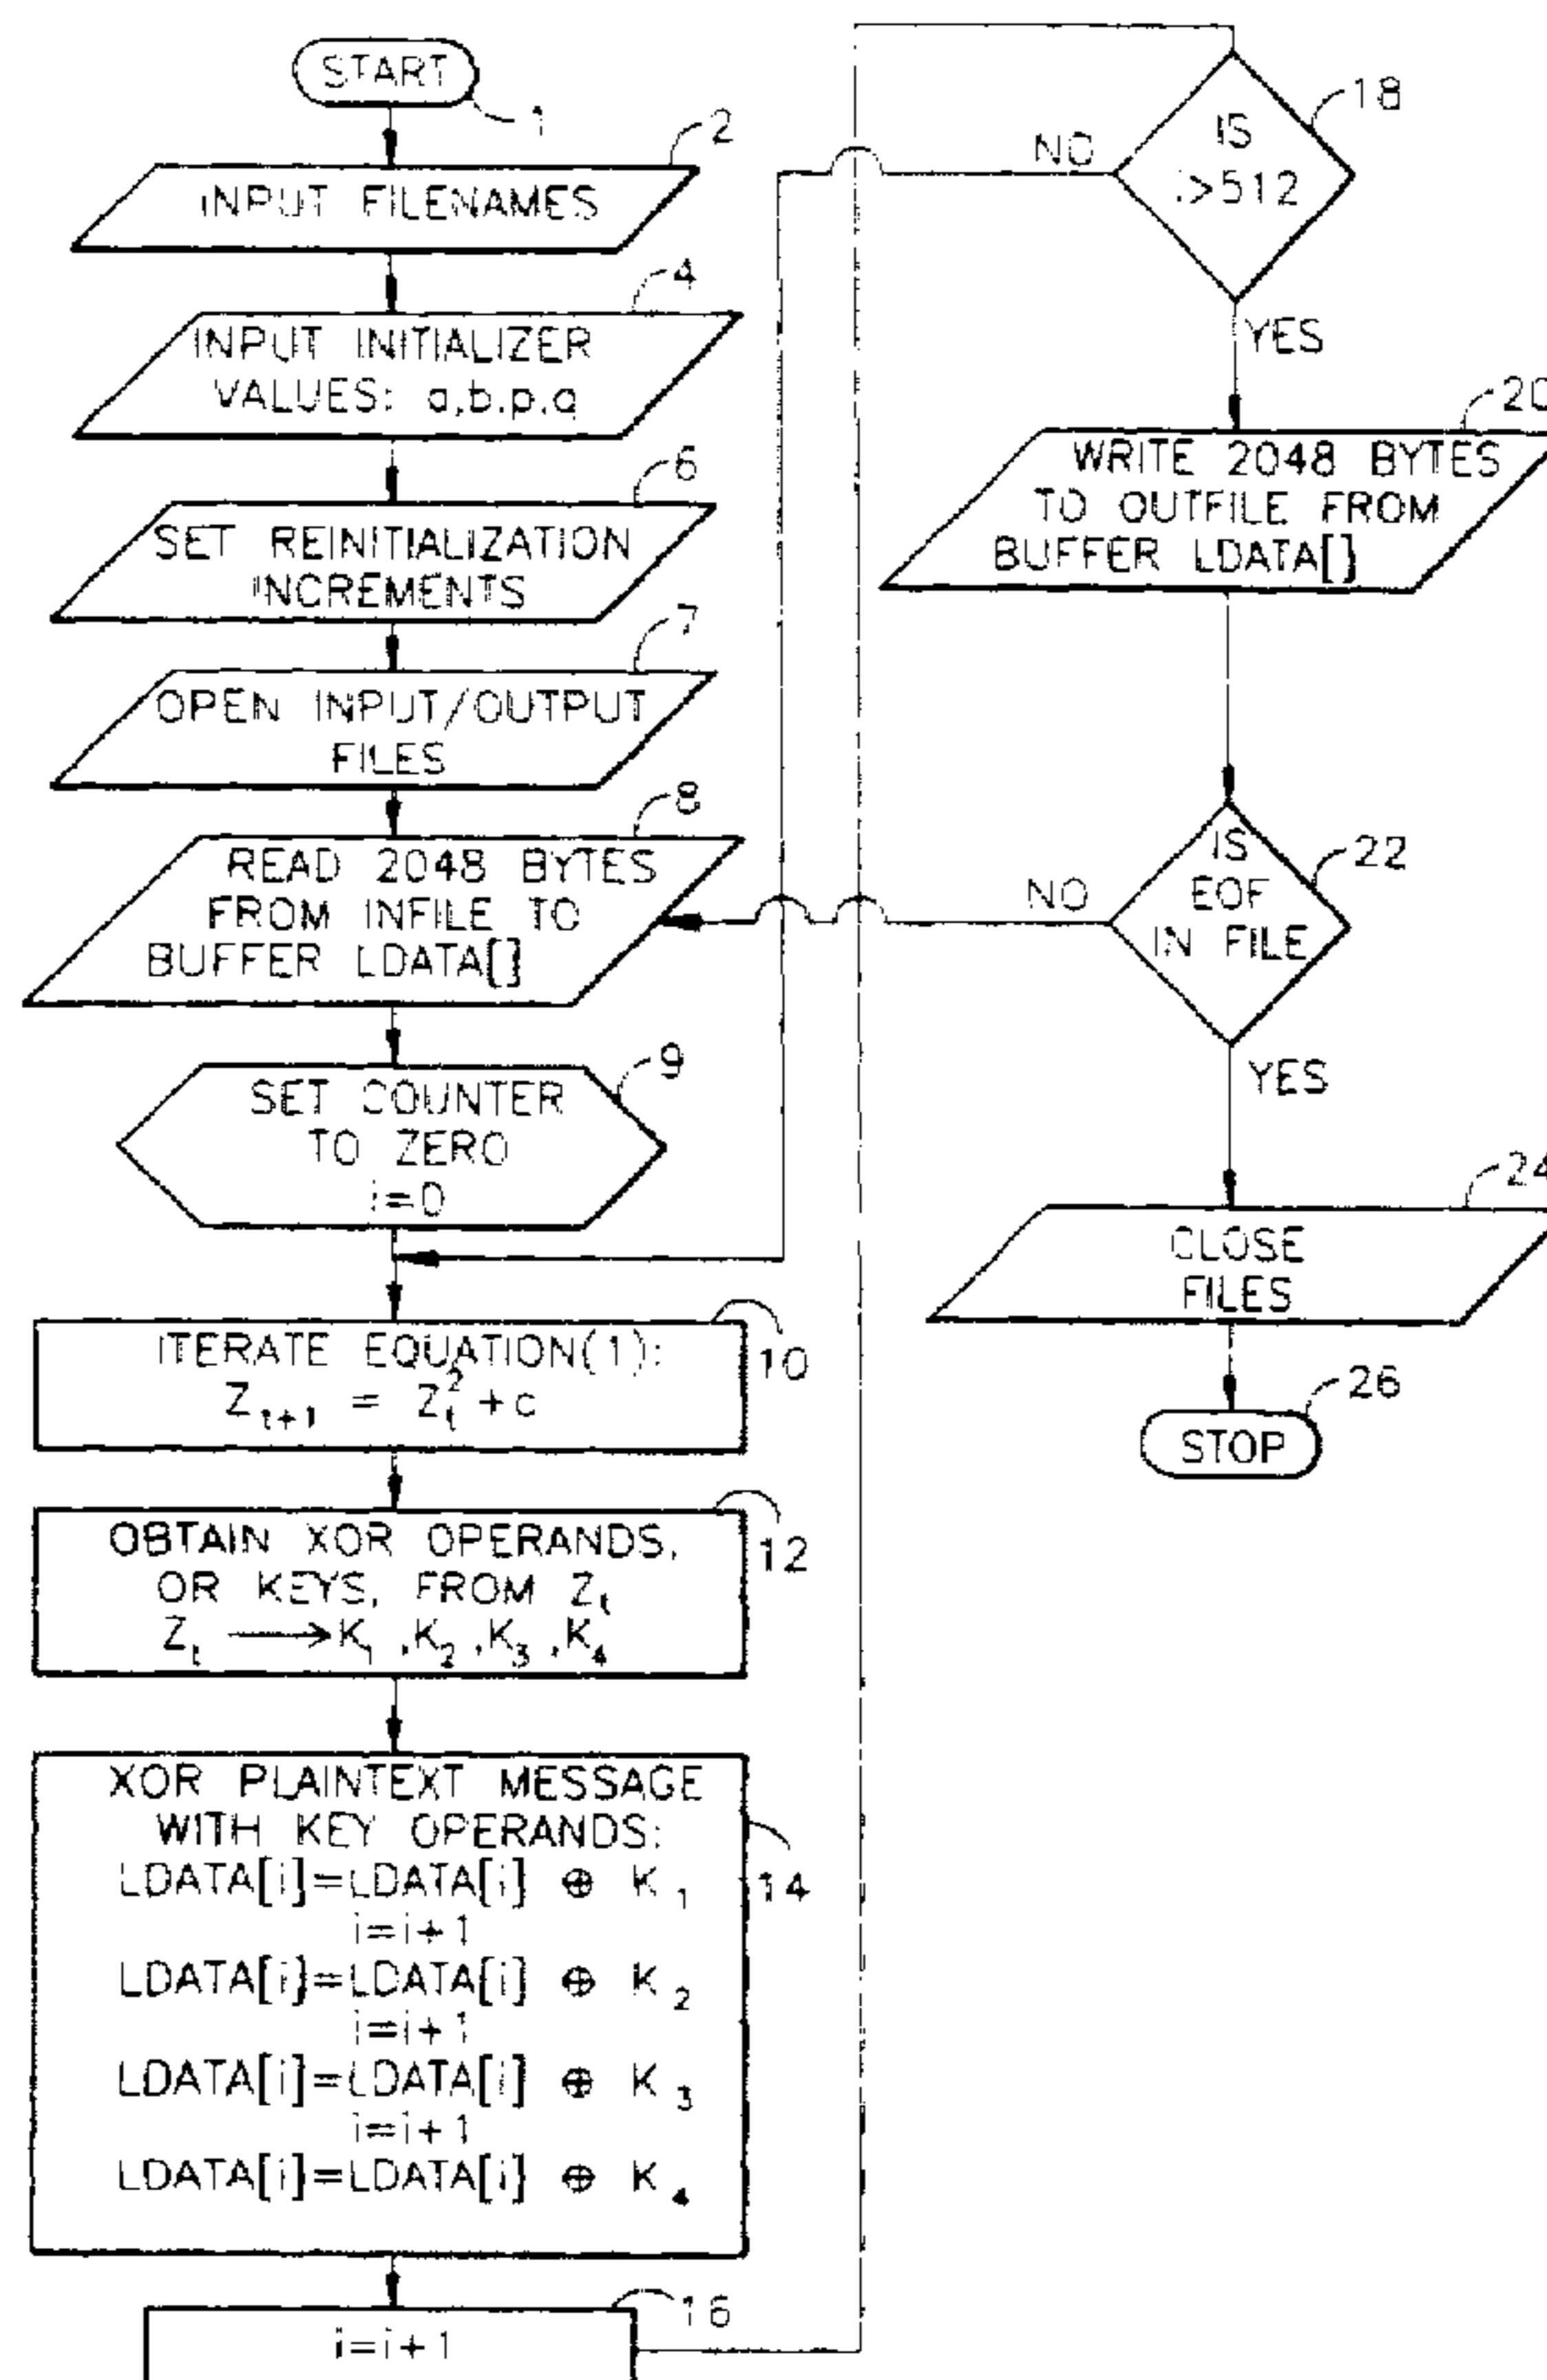 START
1
2
INPUT FILENAMES
4
INPUT INITIALIZER
VALUES: a,b,p,q
6
SET REINITIALIZATION
INCREMENTS
7
OPEN INPUT/OUTPUT
FILES
8
READ 2048 BYTES
FROM INFILE TO
BUFFER LDATA[]
9
SET COUNTER
TO ZERO
i=0
10
ITERATE EQUATION(1):
Z_{t+1} = Z_t^2 + c
12
OBTAIN XOR OPERANDS,
OR KEYS, FROM Z_t
Z_t → K_1 ,K_2 ,K_3 ,K_4
14
XOR PLAINTEXT MESSAGE
WITH KEY OPERANDS:
LDATA[i]=LDATA[i] ⊕ K_1
i=i+1
LDATA[i]=LDATA[i] ⊕ K_2
i=i+1
LDATA[i]=LDATA[i] ⊕ K_3
i=i+1
LDATA[i]=LDATA[i] ⊕ K_4
16
i=i+1
18
IS
i>512
NO
YES
20
WRITE 2048 BYTES
TO OUTFILE FROM
BUFFER LDATA[]
22
IS
EOF
IN FILE
NO
YES
24
CLOSE
FILES
26
STOP